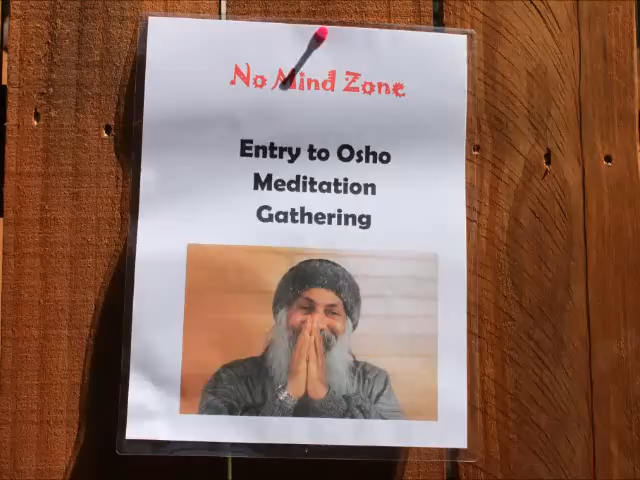 No Mind Zone
Entry to Osho
Meditation
Gathering